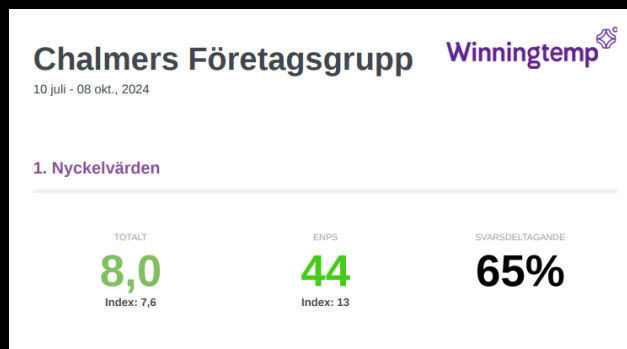 Chalmers Företagsgrupp
Winningtemp
10 juli - 08 okt., 2024
1. Nyckelvärden
TOTALT
ENPS
SVARSDELTAGANDE
8,0
44
65%
Index: 7,6
Index: 13